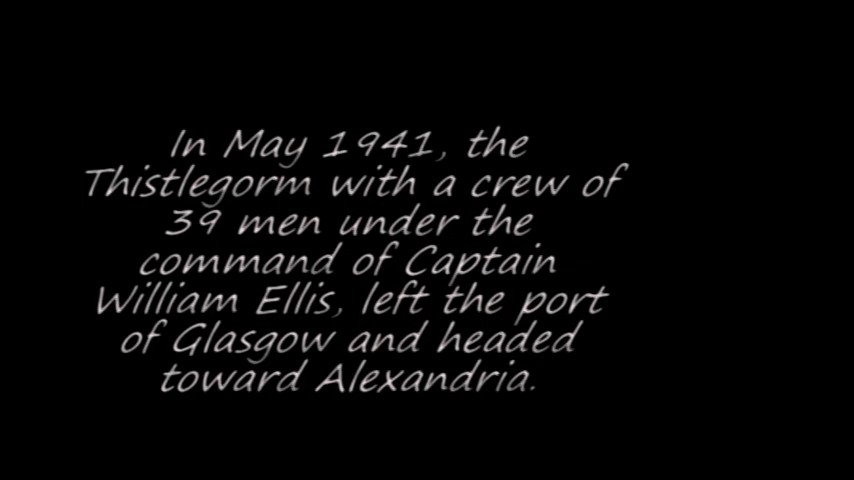 In May 1941, the
Thistlegorm with a crew of
39 men under the
command of Captain
William Ellis, left the port
of Glasgow and headed
toward Alexandria.